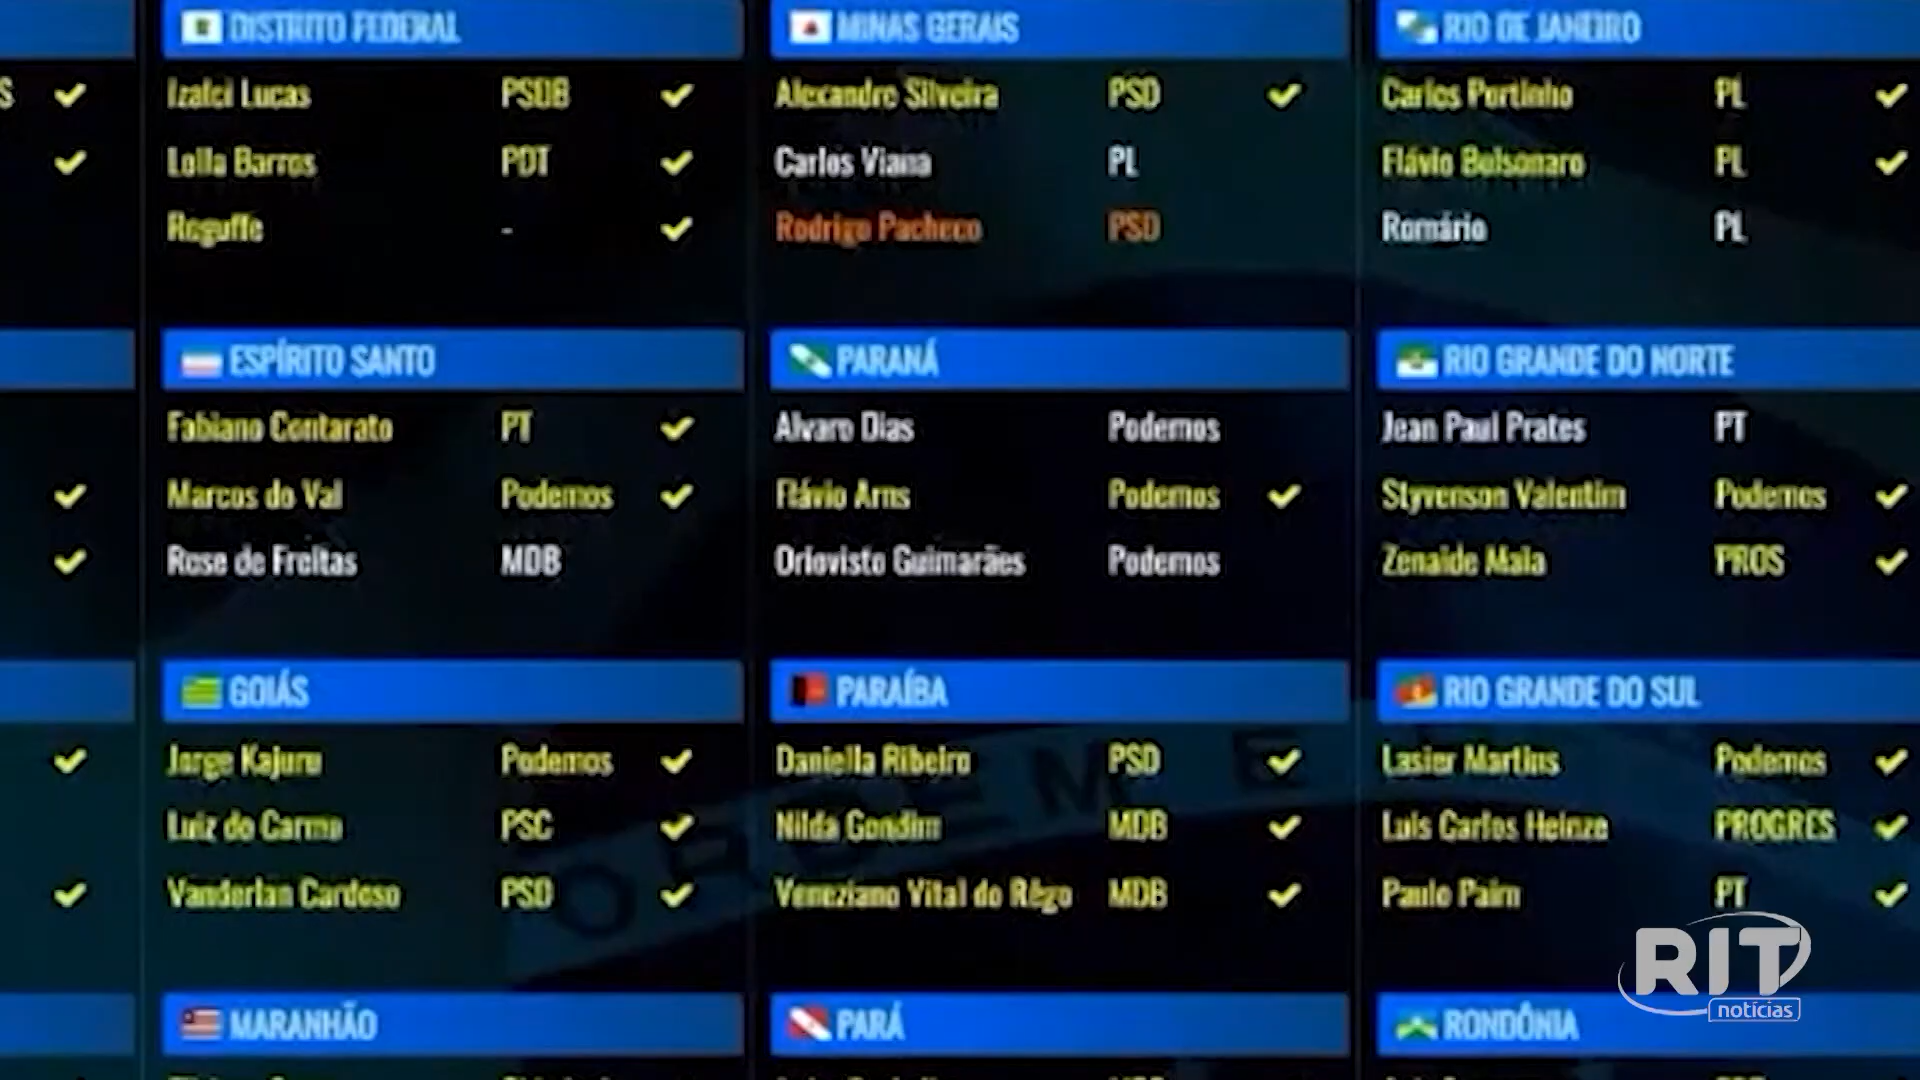 DISTRITO FEDERAL
Izalci Lucas PSDB
Leila Barros PDT
Reguffe -
MINAS GERAIS
Alexandre Silveira PSD
Carlos Viana PL
Rodrigo Pacheco PSD
RIO DE JANEIRO
Carlos Portinho PL
Flávio Bolsonaro PL
Romário PL
ESPÍRITO SANTO
Fabiano Contarato PT
Marcos do Val Podemos
Rose de Freitas MDB
PARANÁ
Alvaro Dias Podemos
Flávio Arns Podemos
Oriovisto Guimarães Podemos
RIO GRANDE DO NORTE
Jean Paul Prates PT
Styvenson Valentim Podemos
Zenaide Maia PROS
GOIÁS
Jorge Kajuru Podemos
Luiz do Carmo PSC
Vanderlan Cardoso PSD
PARAÍBA
Daniella Ribeiro PSD
Nilda Gondim MDB
Veneziano Vital do Rêgo MDB
RIO GRANDE DO SUL
Lasier Martins Podemos
Luis Carlos Heinze PROGRES
Paulo Paim PT
MARANHÃO
PARÁ
RONDÔNIA
ORDEM E
RIT
notícias